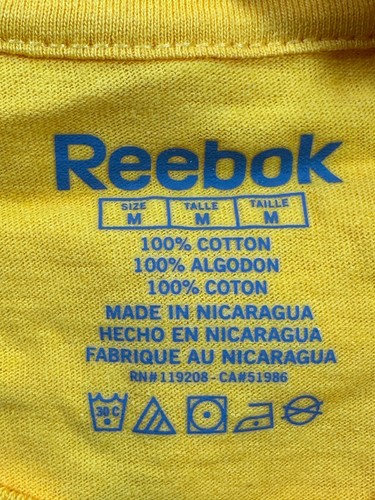 Reebok
SIZE TALLE TAILLE
M M M
100% COTTON
100% ALGODON
100% COTON
MADE IN NICARAGUA
HECHO EN NICARAGUA
FABRIQUE AU NICARAGUA
RN#119208-CA#51986
30C